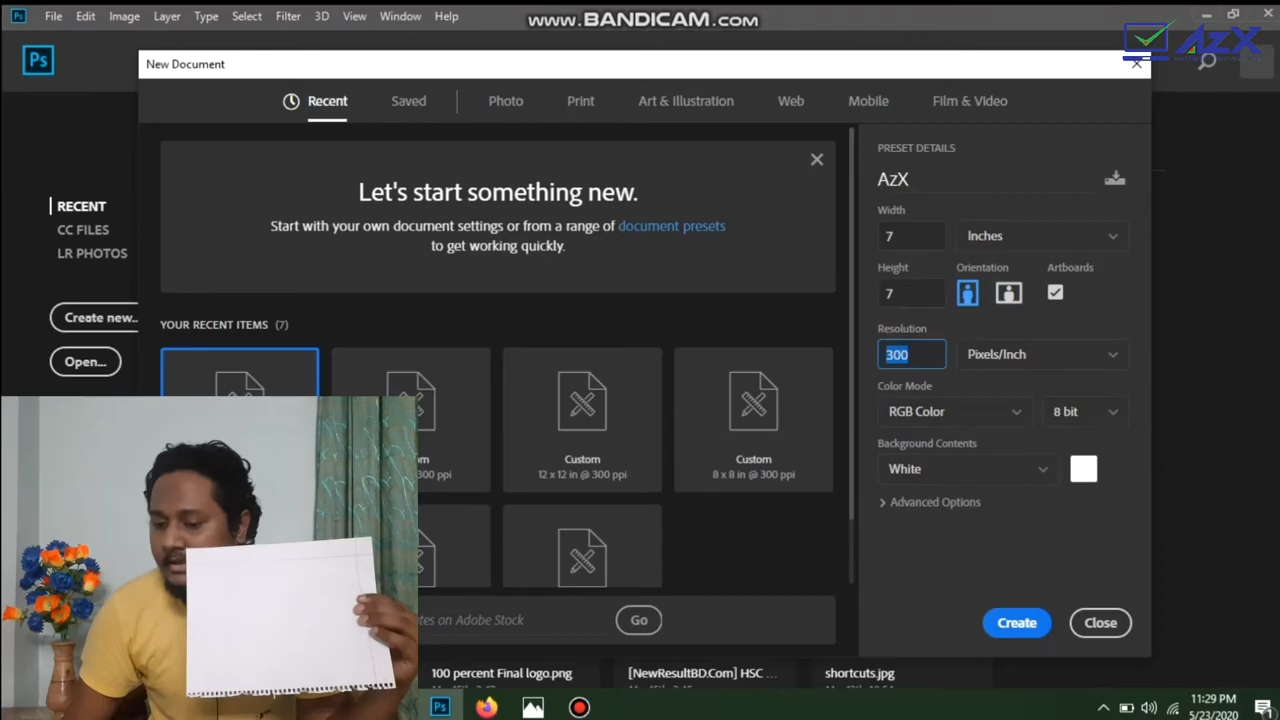 File Edit Image Layer Type Select Filter 3D View Window Help
www.BANDICAM.com
AzX
Ps
New Document
Recent Saved Photo Print Art & Illustration Web Mobile Film & Video
Let's start something new.
Start with your own document settings or from a range of document presets
to get working quickly.
RECENT
CC FILES
LR PHOTOS
Create new..
Open...
YOUR RECENT ITEMS (7)
Custom
12 x 12 in @ 300 ppi
Custom
8 x 8 in @ 300 ppi
300 ppi
on Adobe Stock
Go
PRESET DETAILS
AzX
Width
7 Inches
Height Orientation Artboards
7
Resolution
300 Pixels/Inch
Color Mode
RGB Color 8 bit
Background Contents
White
Advanced Options
Create Close
100 percent Final logo.png [NewResultBD.Com] HSC ... shortcuts.jpg
Ps
11:29 PM
5/23/2020